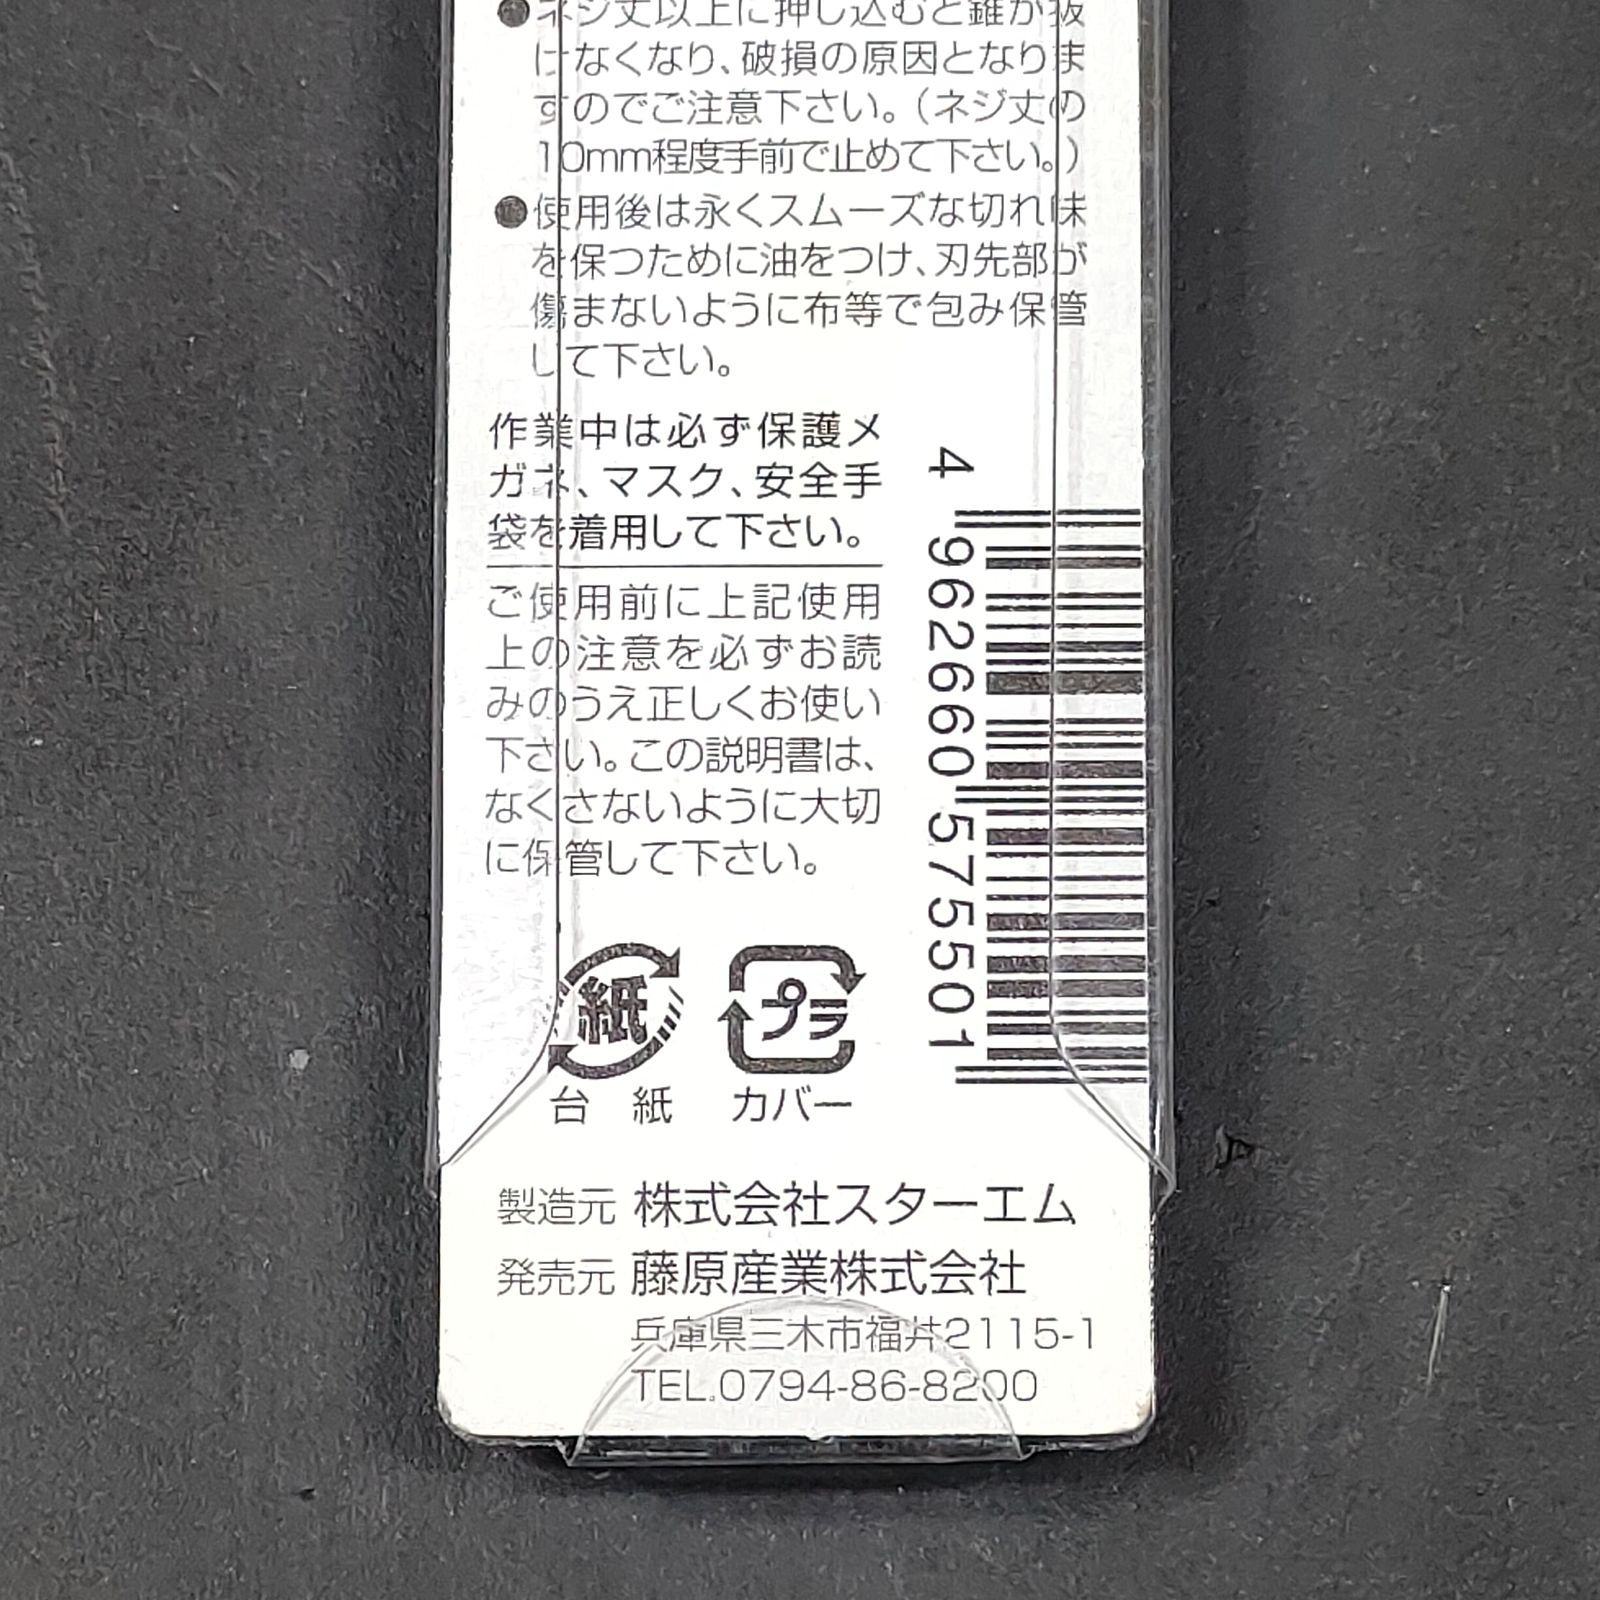 ●ネジ丈以上に押し込むと錐が抜
けなくなり、破損の原因となりま
すのでご注意下さい。（ネジ丈の
10mm程度手前で止めて下さい。）
●使用後は永くスムーズな切れ味
を保つために油をつけ、刃先部が
傷まないように布等で包み保管
して下さい。
作業中は必ず保護メ
ガネ、マスク、安全手
袋を着用して下さい。
ご使用前に上記使用
上の注意を必ずお読
みのうえ正しくお使い
下さい。この説明書は、
なくさないように大切
に保管して下さい。
4 962660 575501
紙
プラ
台紙
カバー
製造元 株式会社スターエム
発売元 藤原産業株式会社
兵庫県三木市福井2115-1
TEL.0794-86-8200